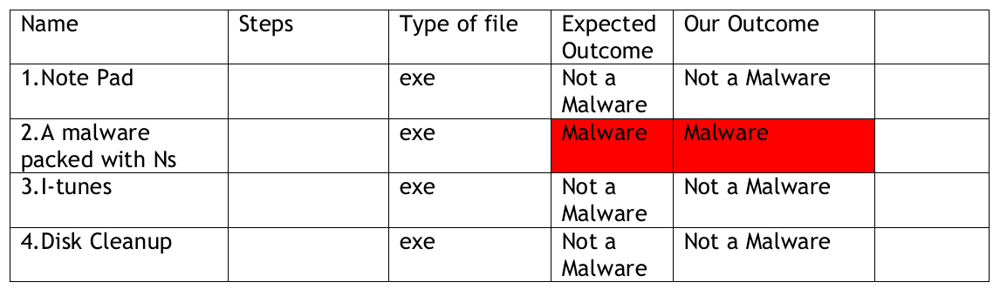 Name Steps Type of file Expected Our Outcome
Outcome
1.Note Pad exe Not a Not a Malware
Malware
2.A malware exe Malware Malware
packed with Ns
3.I-tunes exe Not a Not a Malware
Malware
4.Disk Cleanup exe Not a Not a Malware
Malware